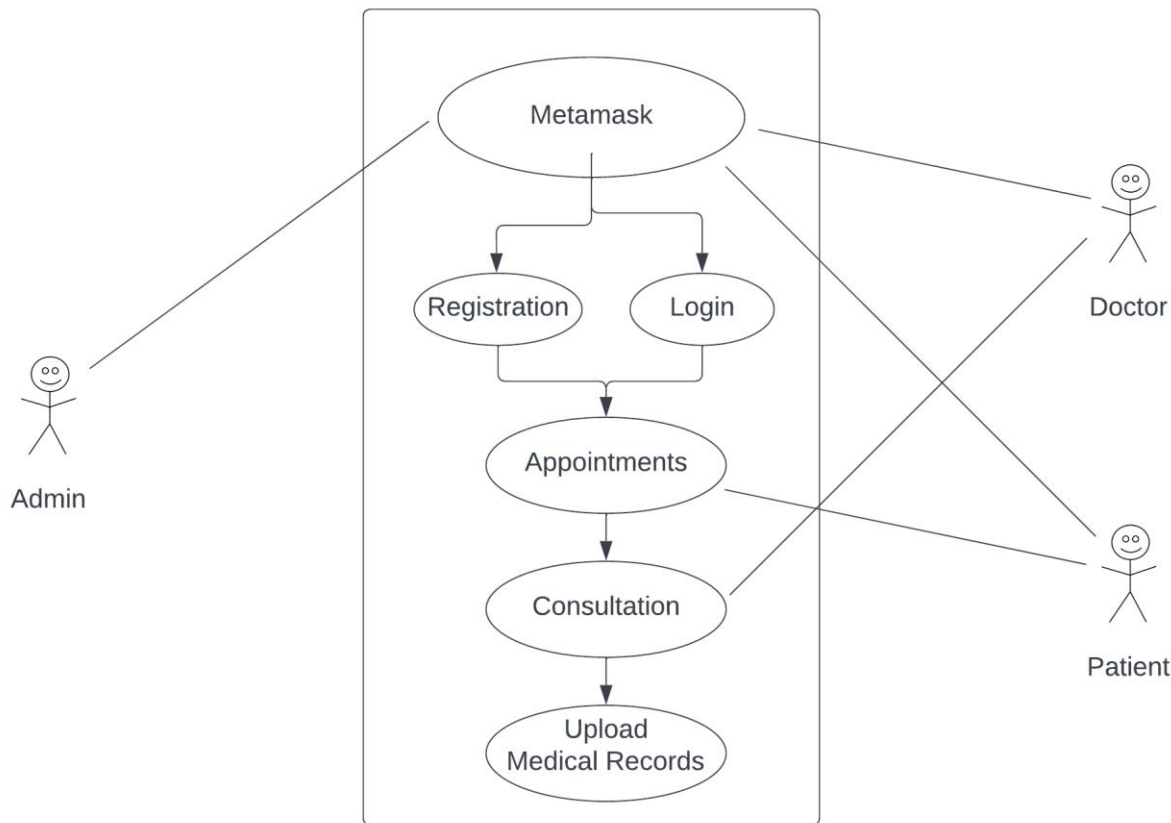 Metamask
Registration
Login
Doctor
Appointments
Admin
Consultation
Patient
Upload
Medical Records